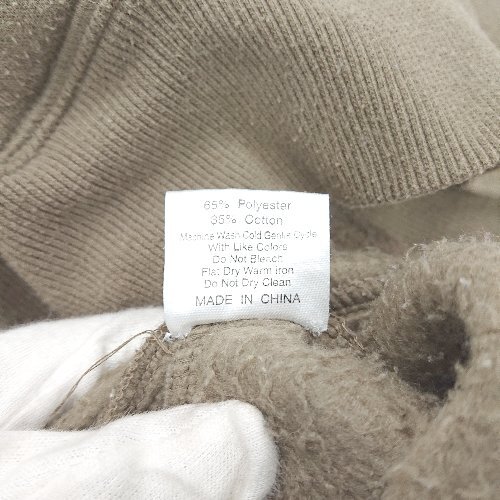 65% Polyester
35% Cotton
Machine Wash Cold Gentle Cycle
With Like Colors
Do Not Bleach
Flat Dry Warm Iron
Do Not Dry Clean
MADE IN CHINA